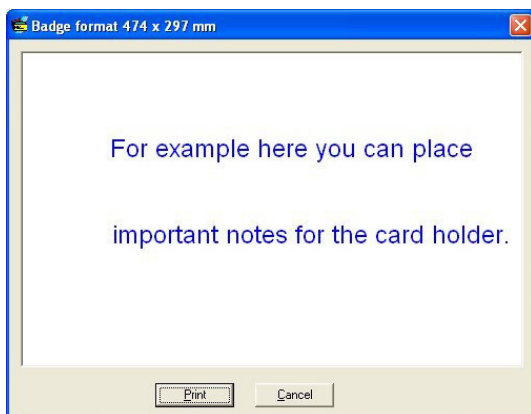 Badge format 474 x 297 mm
For example here you can place
important notes for the card holder.
Print
Cancel